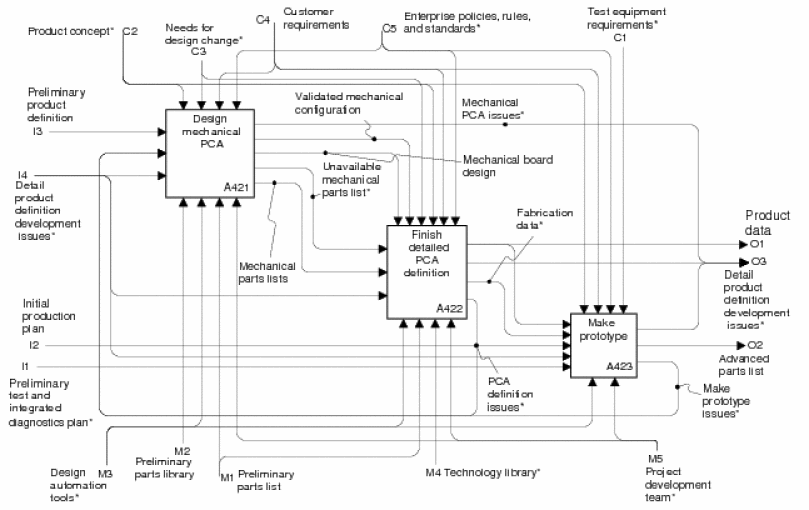 Product concept* C2
Needs for
design change*
C3
C4
Customer
requirements
C5
Enterprise policies, rules,
and standards*
Test equipment
requirements*
C1
Preliminary
product
definition
I3
I4
Detail
product
definition
development
issues*
Design
mechanical
PCA
A421
Validated mechanical
configuration
Mechanical
PCA issues*
Mechanical board
design
Unavailable
mechanical
parts list*
Mechanical
parts lists
Finish
detailed
PCA
definition
A422
Fabrication
data*
Product
data
O1
O3
Detail
product
definition
development
issues*
Initial
production
plan
I2
I1
Preliminary
test and
integrated
diagnostics plan*
Make
prototype
A423
O2
Advanced
parts list
PCA
definition
issues*
Make
prototype
issues*
Design
automation
tools*
M3
M2
Preliminary
parts library
M1 Preliminary
parts list
M4 Technology library*
M5
Project
development
team*